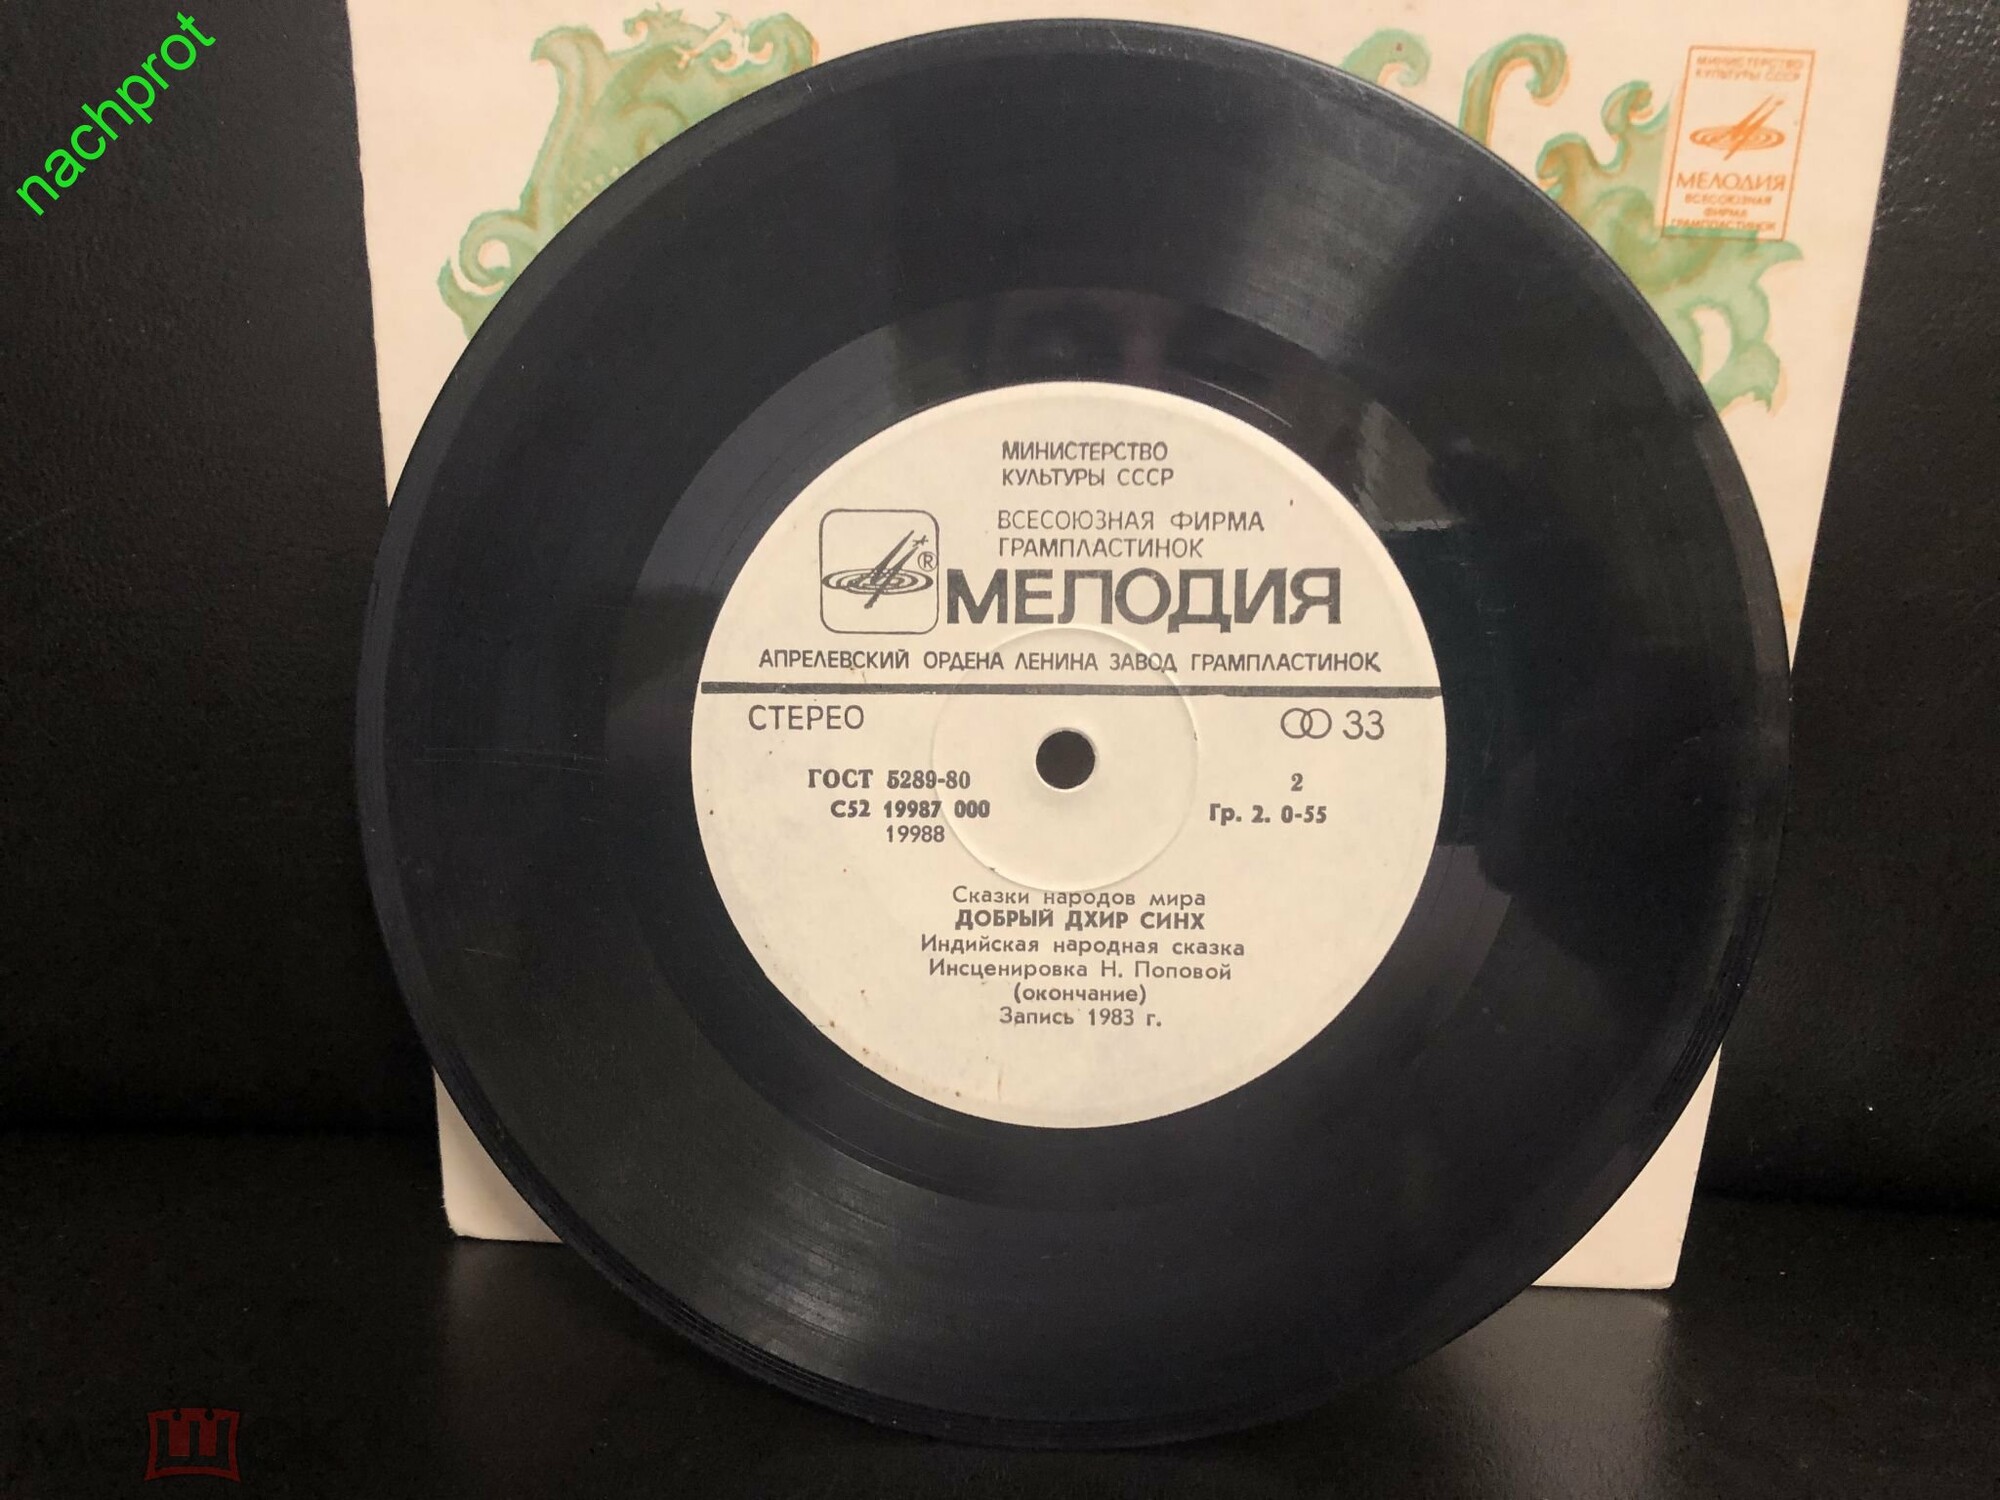 nachprot
МИНИСТЕРСТВО
КУЛЬТУРЫ СССР
МЕЛОДИЯ
ВСЕСОЮЗНАЯ
ФИРМА
ГРАМПЛАСТИНОК
МИНИСТЕРСТВО
КУЛЬТУРЫ СССР
ВСЕСОЮЗНАЯ ФИРМА
ГРАМПЛАСТИНОК
®
МЕЛОДИЯ
АПРЕЛЕВСКИЙ ОРДЕНА ЛЕНИНА ЗАВОД ГРАМПЛАСТИНОК
СТЕРЕО 33
ГОСТ 5289-80 2
С52 19987 000 Гр. 2. 0-55
19988
Сказки народов мира
ДОБРЫЙ ДХИР СИНХ
Индийская народная сказка
Инсценировка Н. Поповой
(окончание)
Запись 1983 г.